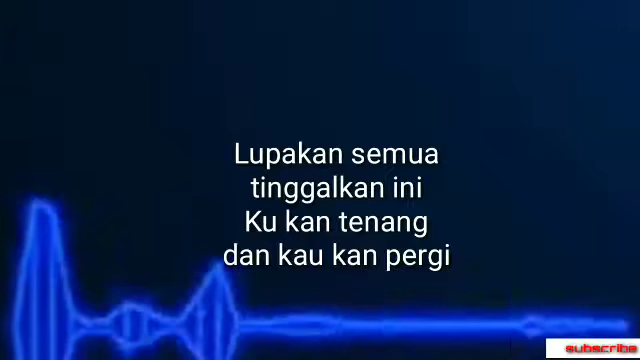 Lupakan semua
tinggalkan ini
Ku kan tenang
dan kau kan pergi
subscribe